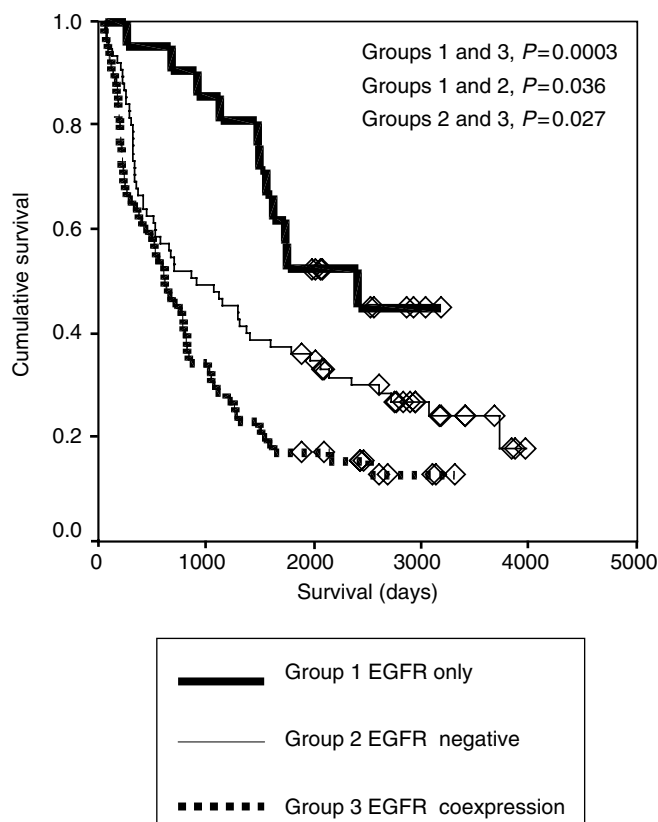 1.0
0.8
0.6
0.4
0.2
0.0
Cumulative survival
Groups 1 and 3, P=0.0003
Groups 1 and 2, P=0.036
Groups 2 and 3, P=0.027
0 1000 2000 3000 4000 5000
Survival (days)
Group 1 EGFR only
Group 2 EGFR negative
Group 3 EGFR coexpression